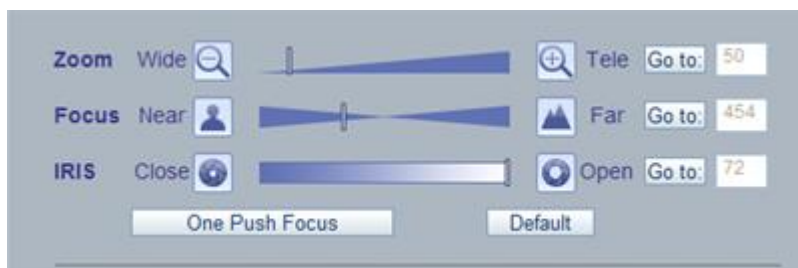 Zoom Wide Tele Go to: 50
Focus Near Far Go to: 454
IRIS Close Open Go to: 72
One Push Focus Default